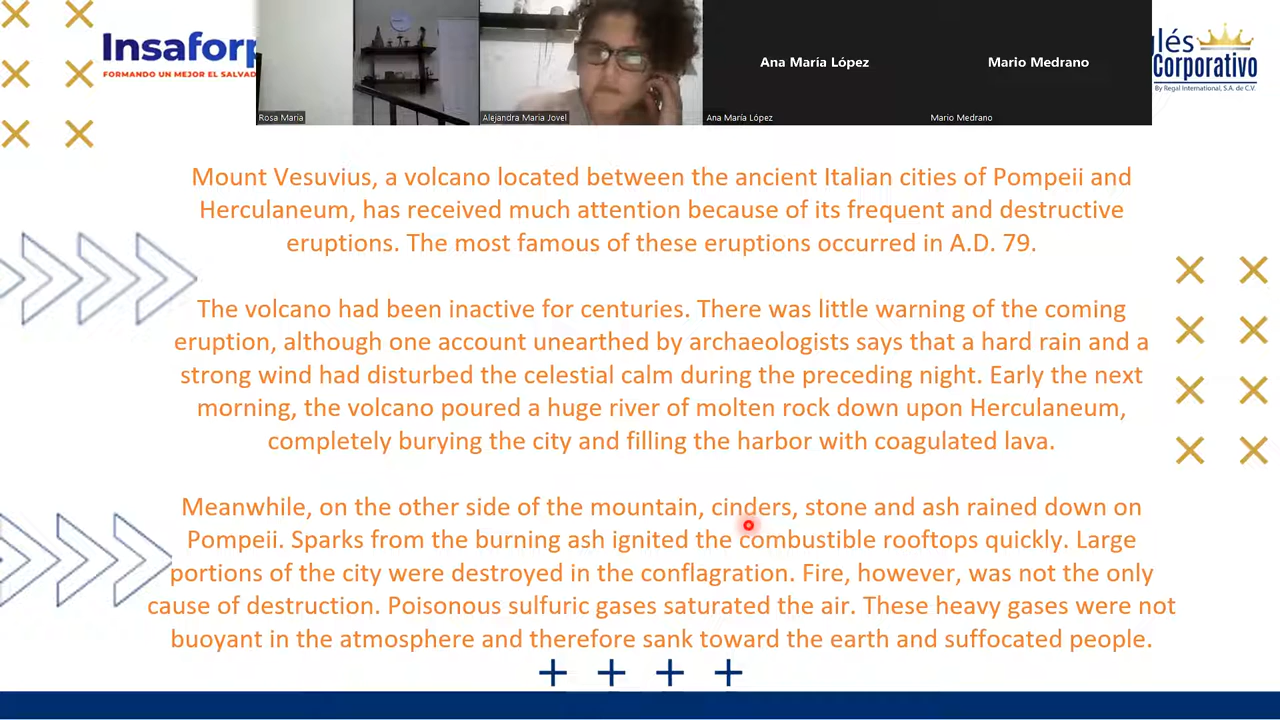 Insaforp
FORMANDO UN MEJOR EL SALVA
Rosa Maria
Alejandra Maria Jovel
Ana María López
Ana María López
Mario Medrano
Mario Medrano
lés
Corporativo
By Regal International, S.A. de C.V.
Mount Vesuvius, a volcano located between the ancient Italian cities of Pompeii and
Herculaneum, has received much attention because of its frequent and destructive
eruptions. The most famous of these eruptions occurred in A.D. 79.
The volcano had been inactive for centuries. There was little warning of the coming
eruption, although one account unearthed by archaeologists says that a hard rain and a
strong wind had disturbed the celestial calm during the preceding night. Early the next
morning, the volcano poured a huge river of molten rock down upon Herculaneum,
completely burying the city and filling the harbor with coagulated lava.
Meanwhile, on the other side of the mountain, cinders, stone and ash rained down on
Pompeii. Sparks from the burning ash ignited the combustible rooftops quickly. Large
portions of the city were destroyed in the conflagration. Fire, however, was not the only
cause of destruction. Poisonous sulfuric gases saturated the air. These heavy gases were not
buoyant in the atmosphere and therefore sank toward the earth and suffocated people.